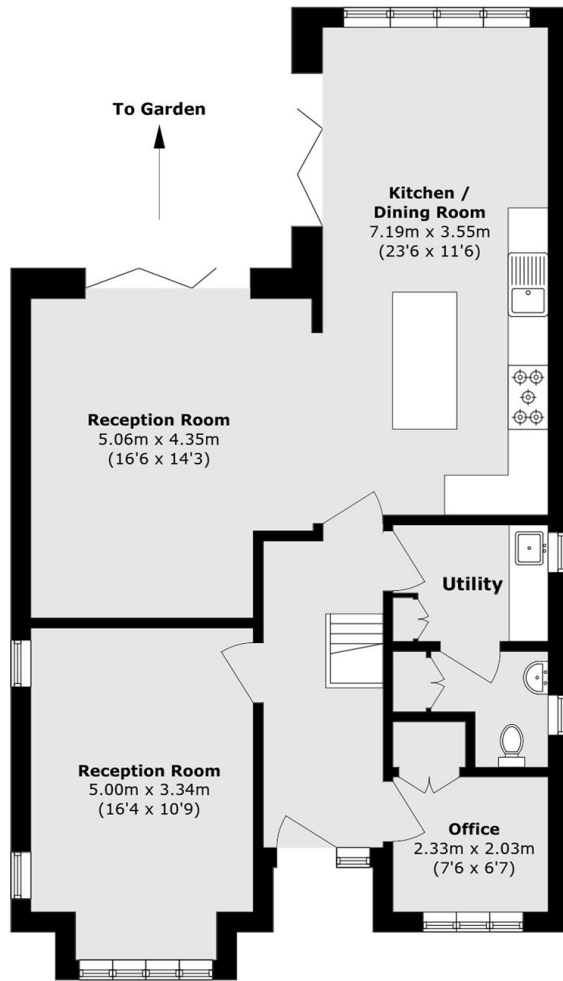 To Garden
Kitchen /
Dining Room
7.19m x 3.55m
(23'6 x 11'6)
Reception Room
5.06m x 4.35m
(16'6 x 14'3)
Utility
Reception Room
5.00m x 3.34m
(16'4 x 10'9)
Office
2.33m x 2.03m
(7'6 x 6'7)